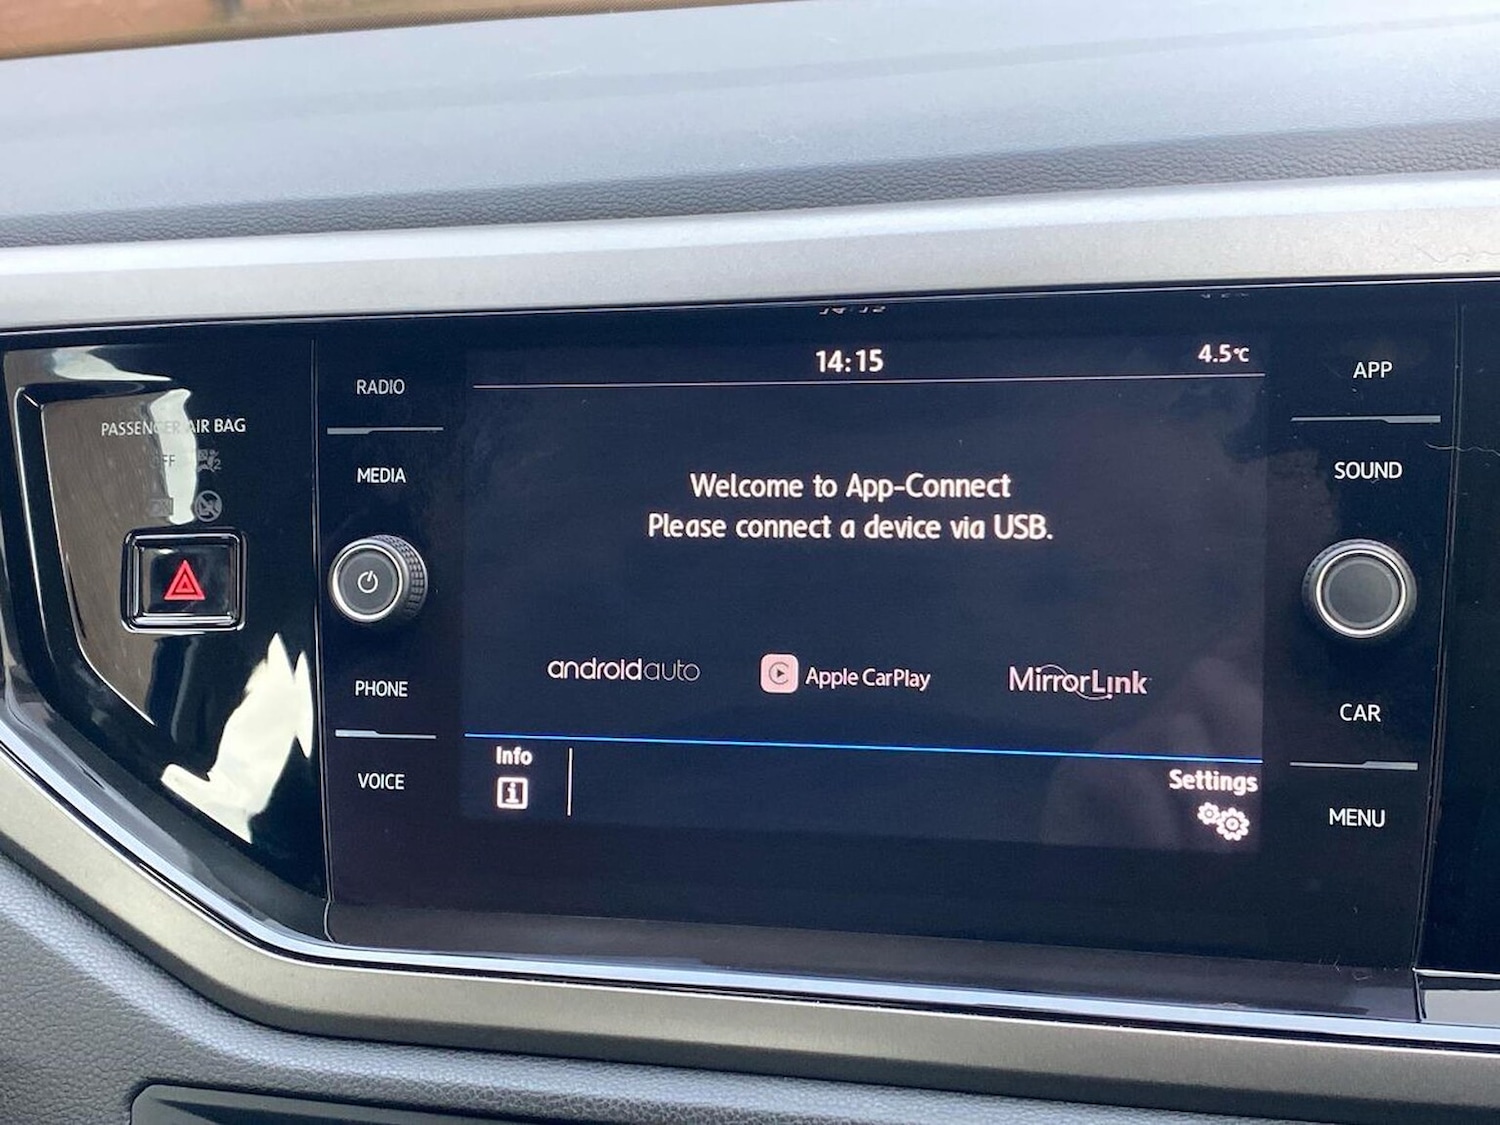 14:15
4.5°C
RADIO
APP
PASSENGER AIR BAG
MEDIA
SOUND
Welcome to App-Connect
Please connect a device via USB.
androidauto
Apple CarPlay
MirrorLink
PHONE
CAR
VOICE
Info
Settings
MENU